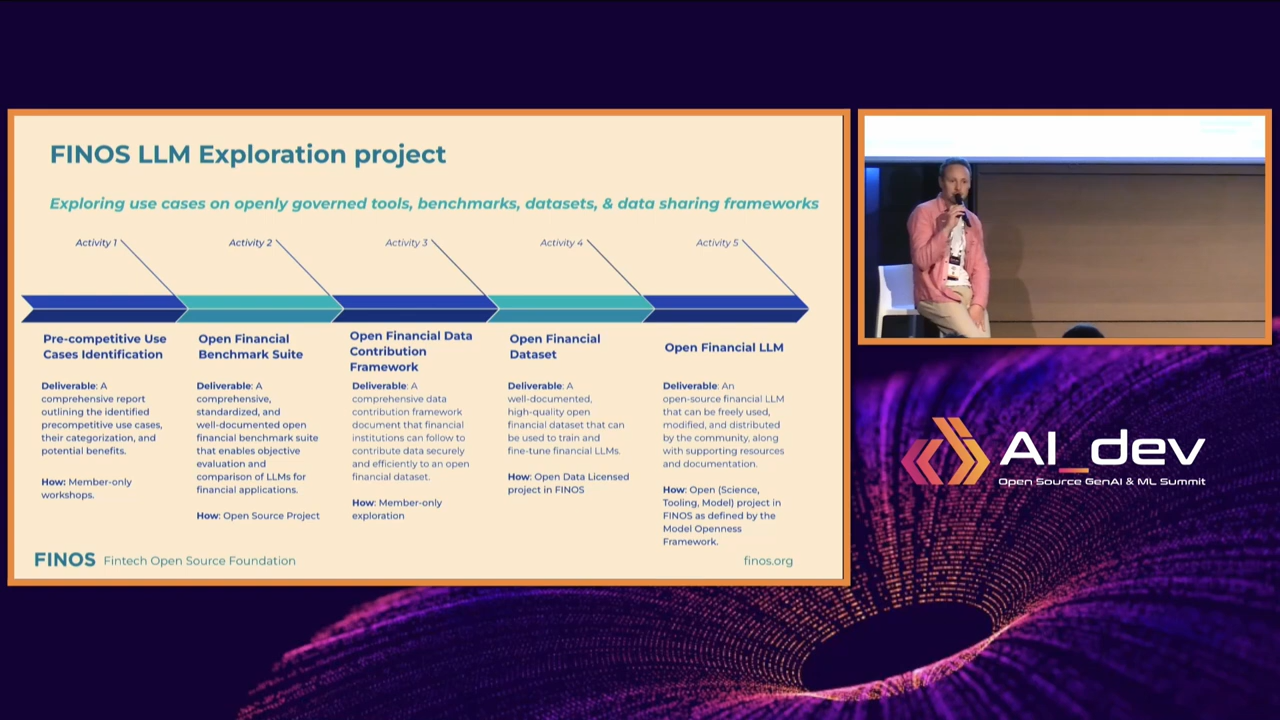 FINOS LLM Exploration project
Exploring use cases on openly governed tools, benchmarks, datasets, & data sharing frameworks
Activity 1
Activity 2
Activity 3
Activity 4
Activity 5
Pre-competitive Use
Cases Identification
Deliverable: A
comprehensive report
outlining the identified
precompetitive use cases,
their categorization, and
potential benefits.
How: Member-only
workshops.
Open Financial
Benchmark Suite
Deliverable: A
comprehensive,
standardized, and
well-documented open
financial benchmark suite
that enables objective
evaluation and
comparison of LLMs for
financial applications.
How: Open Source Project
Open Financial Data
Contribution
Framework
Deliverable: A
comprehensive data
contribution framework
document that financial
institutions can follow to
contribute data securely
and efficiently to an open
financial dataset.
How: Member-only
exploration
Open Financial
Dataset
Deliverable: A
well-documented,
high-quality open
financial dataset that can
be used to train and
fine-tune financial LLMs.
How: Open Data Licensed
project in FINOS
Open Financial LLM
Deliverable: An
open-source financial LLM
that can be freely used,
modified, and distributed
by the community, along
with supporting resources
and documentation.
How: Open (Science,
Tooling, Model) project in
FINOS as defined by the
Model Openness
Framework.
FINOS Fintech Open Source Foundation
finos.org
AI_dev
Open Source GenAI & ML Summit